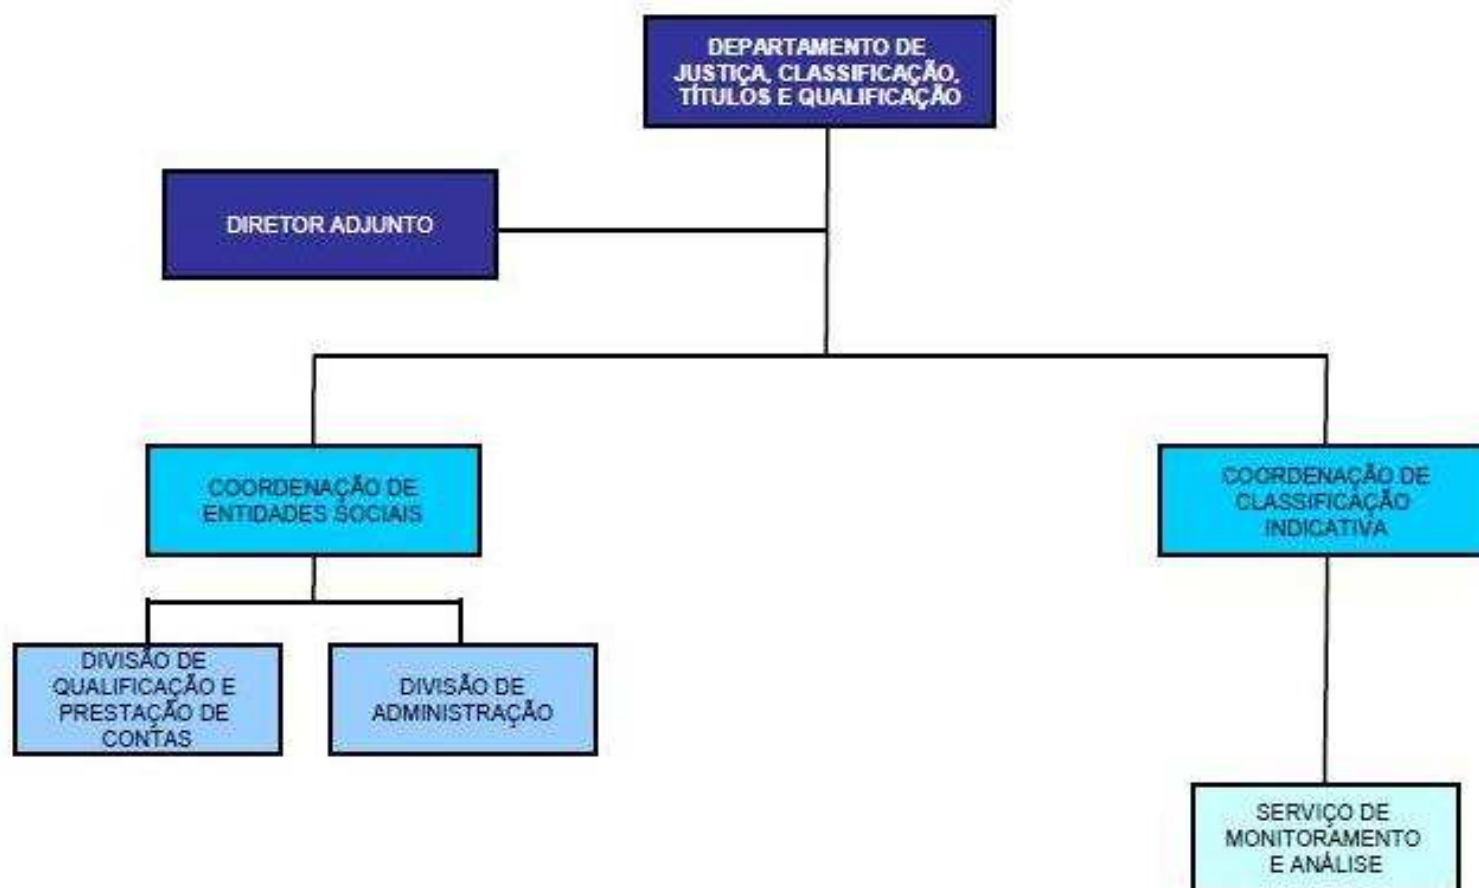 DEPARTAMENTO DE
JUSTIÇA, CLASSIFICAÇÃO,
TÍTULOS E QUALIFICAÇÃO
DIRETOR ADJUNTO
COORDENAÇÃO DE
ENTIDADES SOCIAIS
COORDENAÇÃO DE
CLASSIFICAÇÃO
INDICATIVA
DIVISÃO DE
QUALIFICAÇÃO E
PRESTAÇÃO DE
CONTAS
DIVISÃO DE
ADMINISTRAÇÃO
SERVIÇO DE
MONITORAMENTO
E ANÁLISE